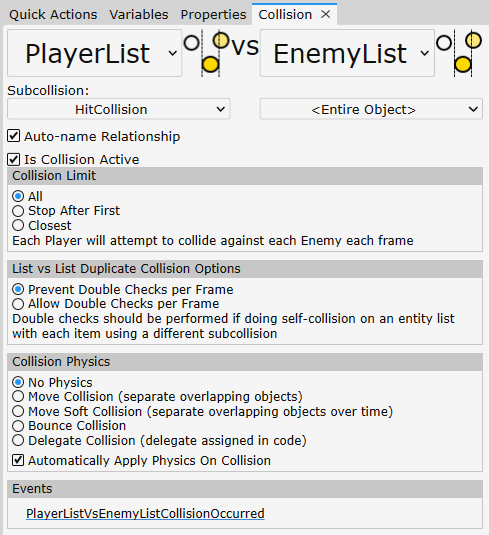 Quick Actions Variables Properties Collision ×
PlayerList vs EnemyList
Subcollision:
HitCollision <Entire Object>
Auto-name Relationship
Is Collision Active
Collision Limit
All
Stop After First
Closest
Each Player will attempt to collide against each Enemy each frame
List vs List Duplicate Collision Options
Prevent Double Checks per Frame
Allow Double Checks per Frame
Double checks should be performed if doing self-collision on an entity list
with each item using a different subcollision
Collision Physics
No Physics
Move Collision (separate overlapping objects)
Move Soft Collision (separate overlapping objects over time)
Bounce Collision
Delegate Collision (delegate assigned in code)
Automatically Apply Physics On Collision
Events
PlayerListVsEnemyListCollisionOccurred